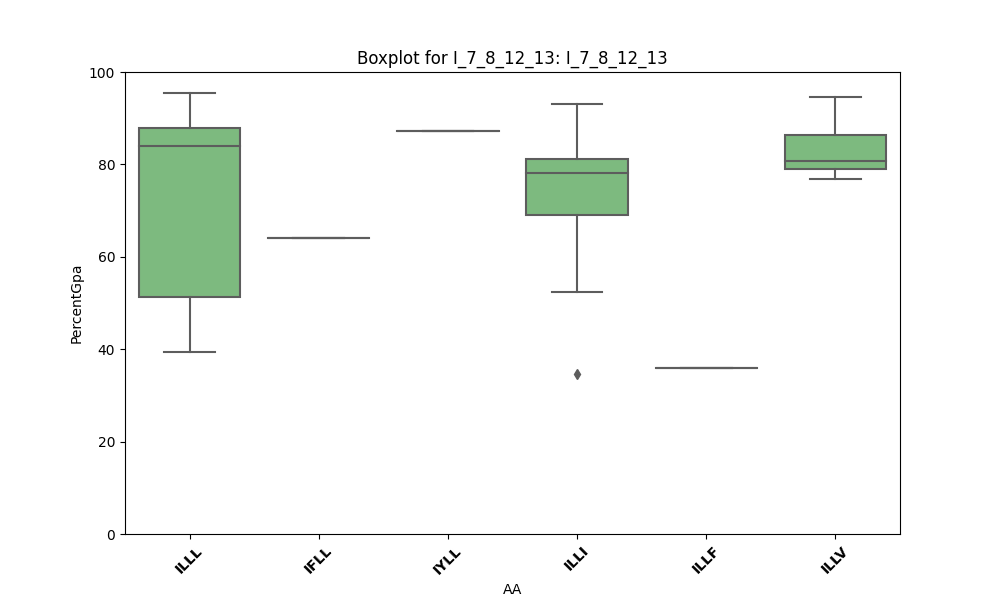 Boxplot for I_7_8_12_13: I_7_8_12_13
100
80
60
40
20
0
PercentGpa
ILLL
IFLL
IYLL
ILLI
ILLF
ILLV
AA